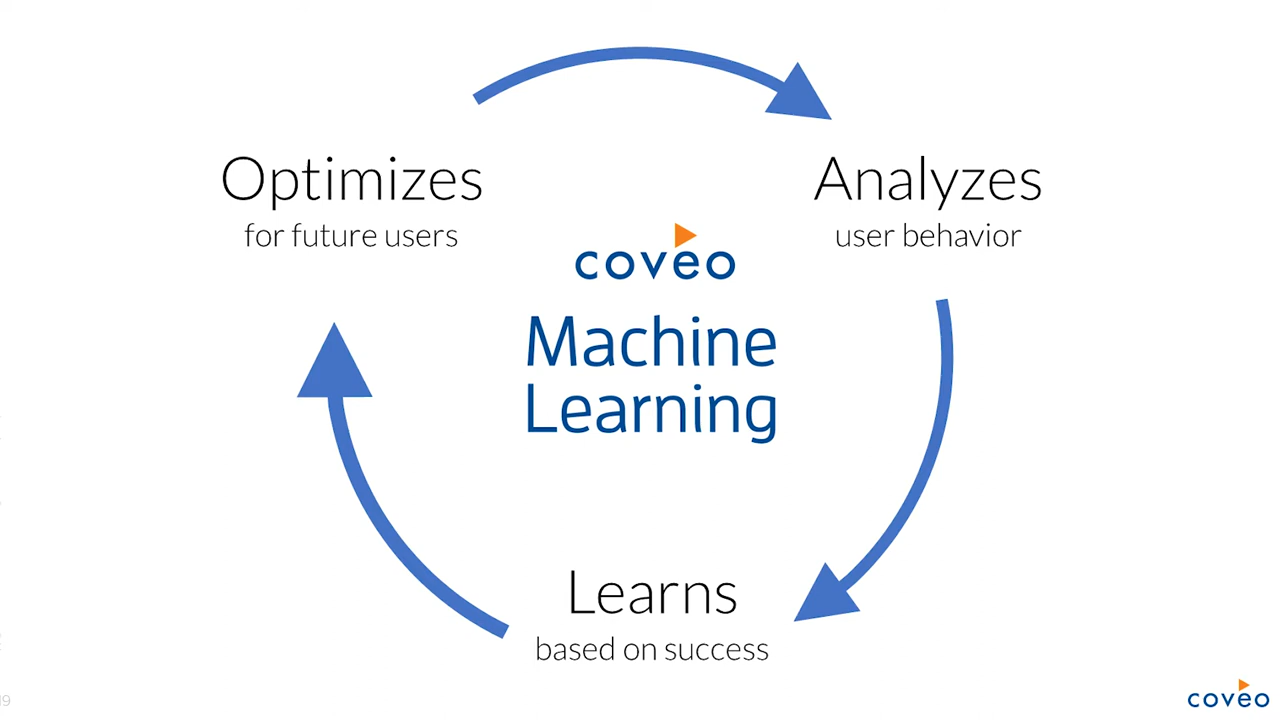 Optimizes
for future users
Analyzes
user behavior
coveo
Machine
Learning
Learns
based on success
coveo